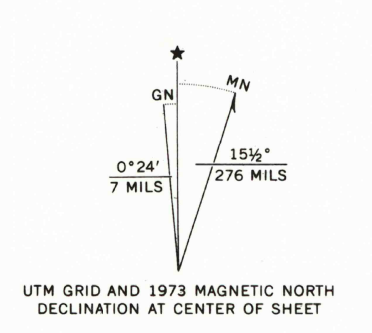 ★
GN
MN
0°24'
7 MILS
15½°
276 MILS
UTM GRID AND 1973 MAGNETIC NORTH
DECLINATION AT CENTER OF SHEET